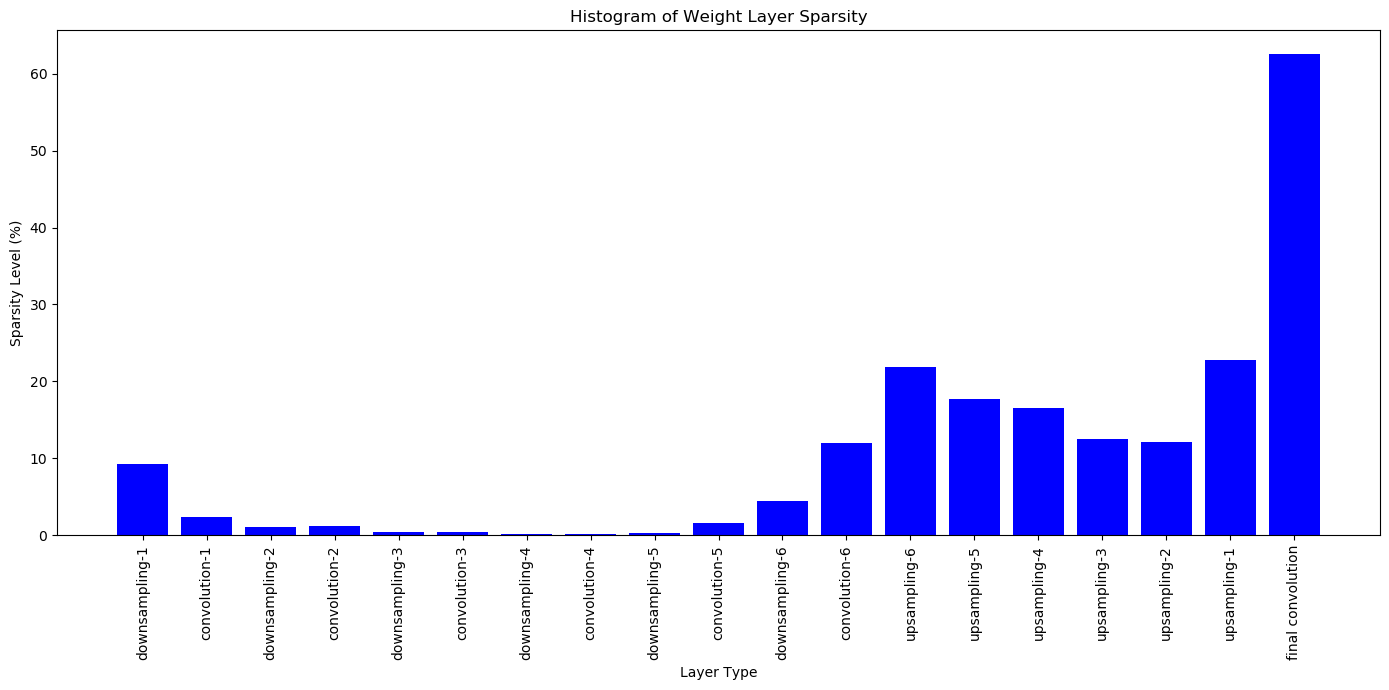 Histogram of Weight Layer Sparsity
Sparsity Level (%)
60
50
40
30
20
10
0
downsampling-1
convolution-1
downsampling-2
convolution-2
downsampling-3
convolution-3
downsampling-4
convolution-4
downsampling-5
convolution-5
downsampling-6
convolution-6
upsampling-6
upsampling-5
upsampling-4
upsampling-3
upsampling-2
upsampling-1
final convolution
Layer Type